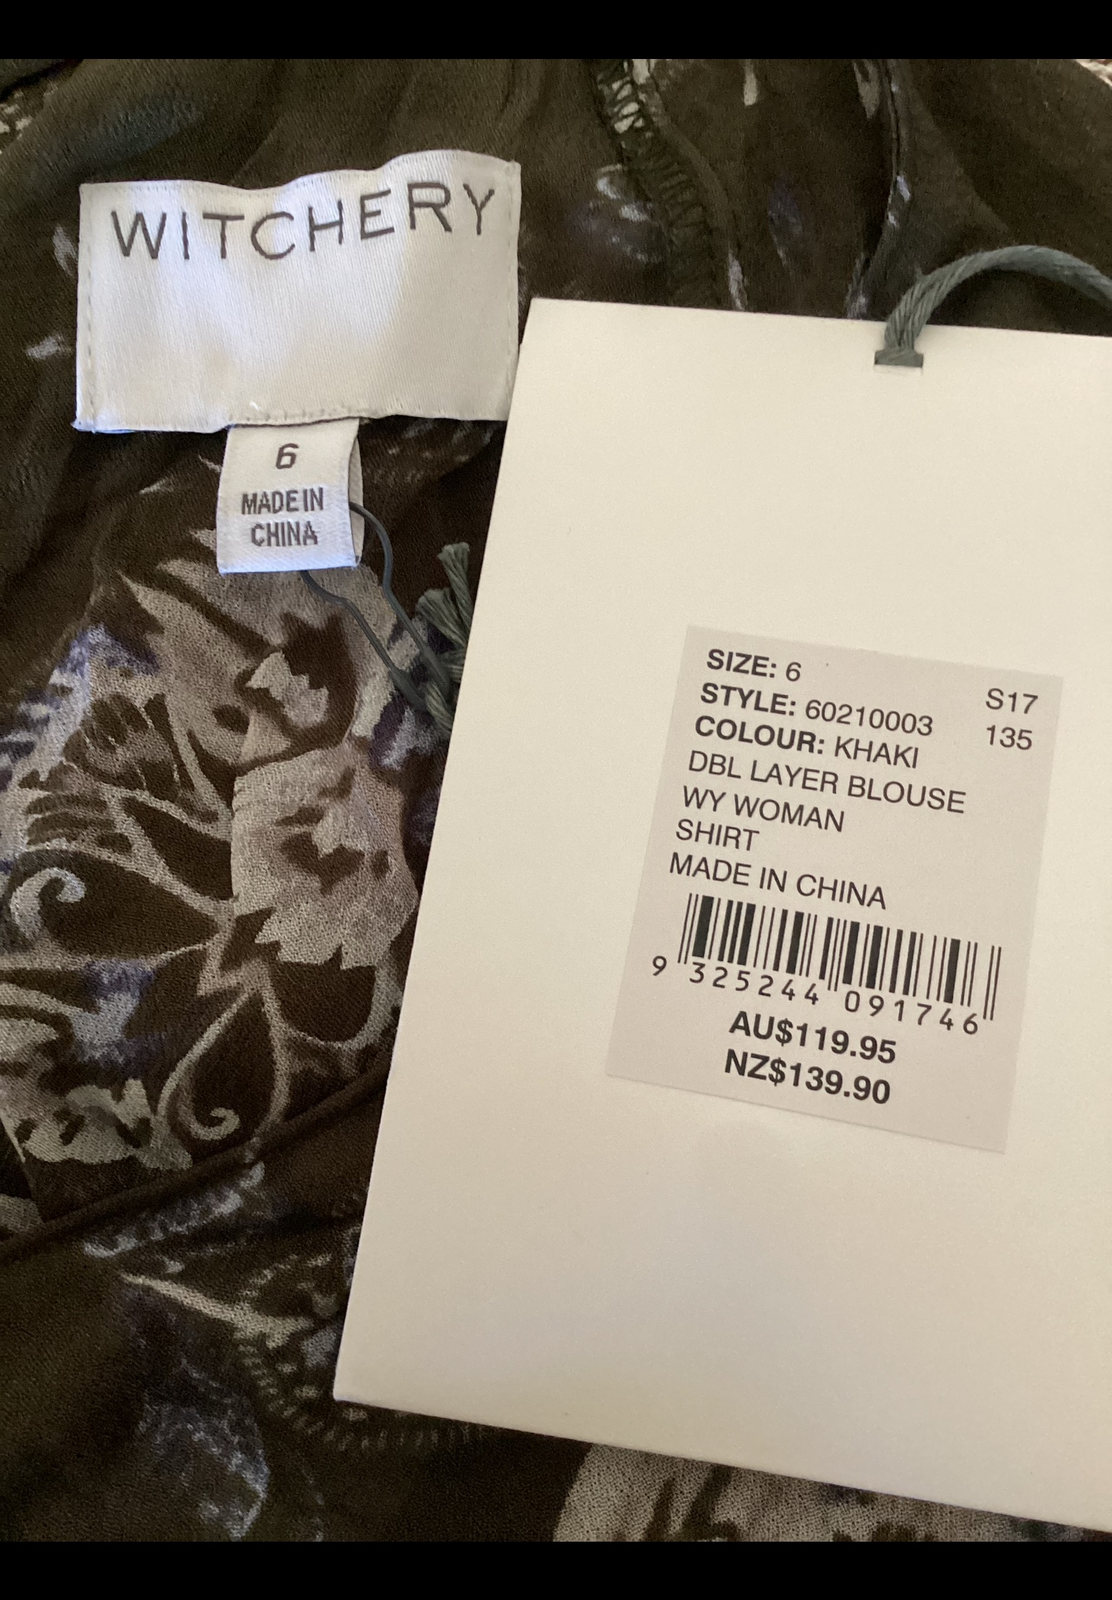 WITCHERY
6
MADE IN
CHINA
SIZE: 6
S17
STYLE: 60210003
135
COLOUR: KHAKI
DBL LAYER BLOUSE
WY WOMAN
SHIRT
MADE IN CHINA
9 325244 091746
AU$119.95
NZ$139.90